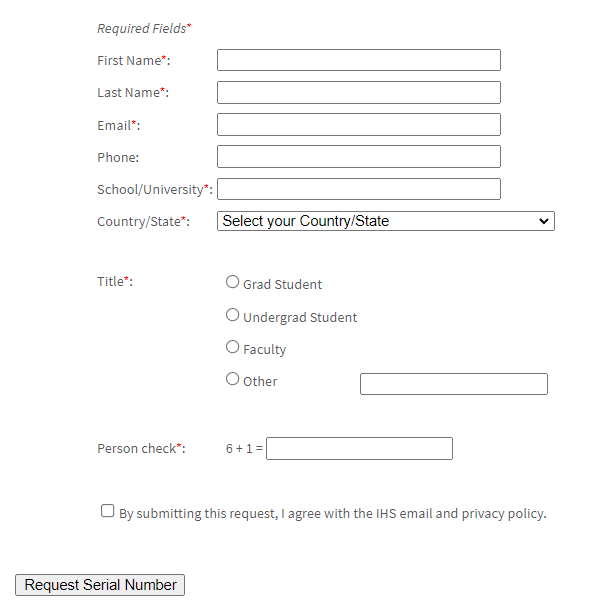 Required Fields*
First Name*:
Last Name*:
Email*:
Phone:
School/University*:
Country/State*: Select your Country/State
Title*: Grad Student
Undergrad Student
Faculty
Other
Person check*: 6 + 1 =
By submitting this request, I agree with the IHS email and privacy policy.
Request Serial Number